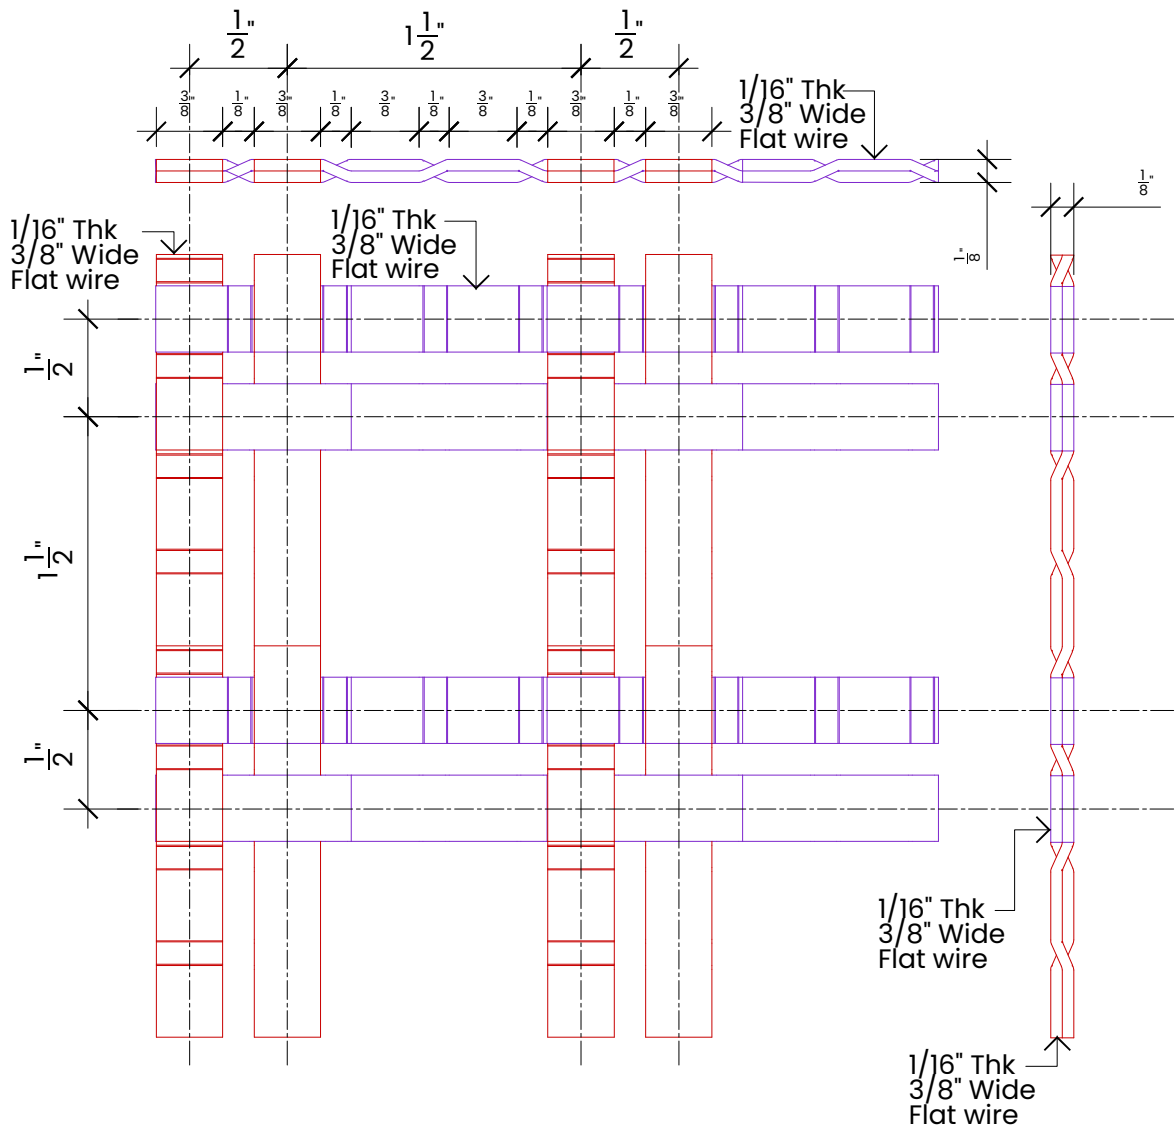 1/2"
1 1/2"
1/2"
3/8"
1/8"
3/8"
1/8"
3/8"
1/8"
3/8"
1/8"
3/8"
1/8"
3/8"
1/16" Thk
3/8" Wide
Flat wire
1/8"
1/8"
1/16" Thk
3/8" Wide
Flat wire
1/16" Thk
3/8" Wide
Flat wire
1/2"
1 1/2"
1/2"
1/16" Thk
3/8" Wide
Flat wire
1/16" Thk
3/8" Wide
Flat wire